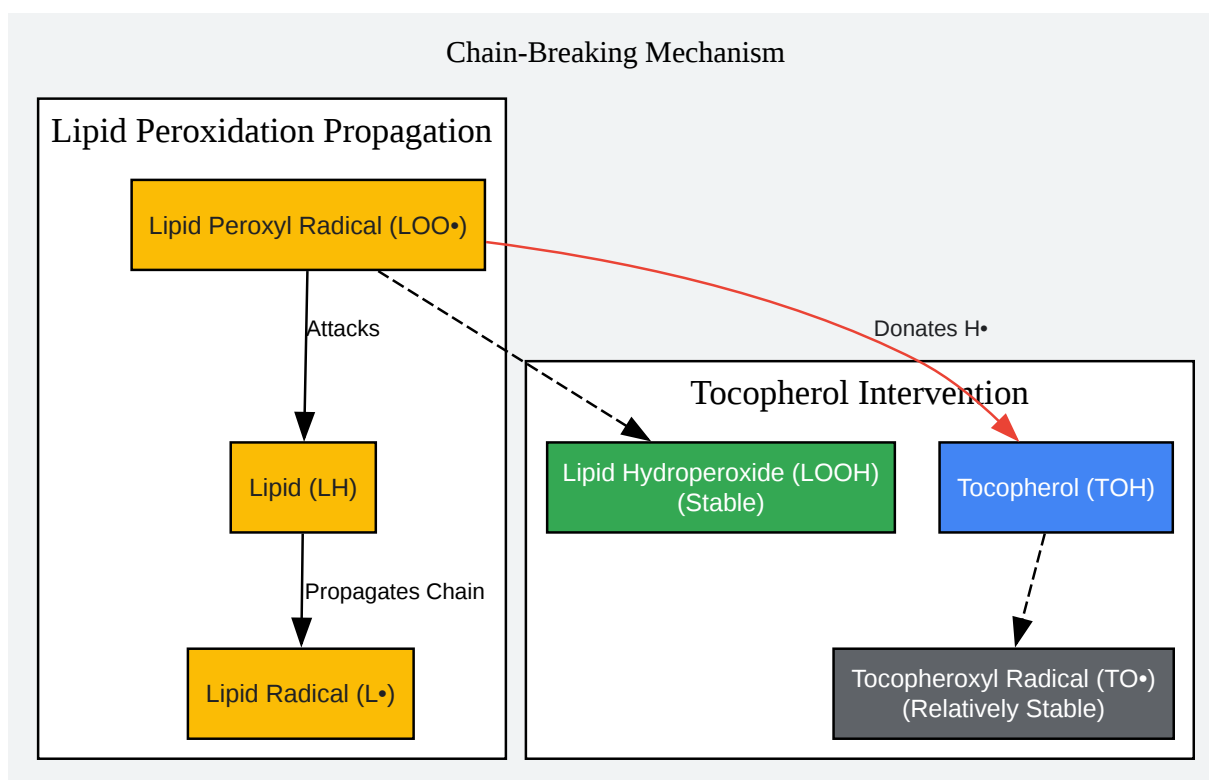 Chain-Breaking Mechanism
Lipid Peroxidation Propagation
Lipid Peroxyl Radical (LOO•)
Attacks
Donates H•
Tocopherol Intervention
Lipid (LH)
Lipid Hydroperoxide (LOOH)
(Stable)
Tocopherol (TOH)
Propagates Chain
Lipid Radical (L•)
Tocopheroxyl Radical (TO•)
(Relatively Stable)